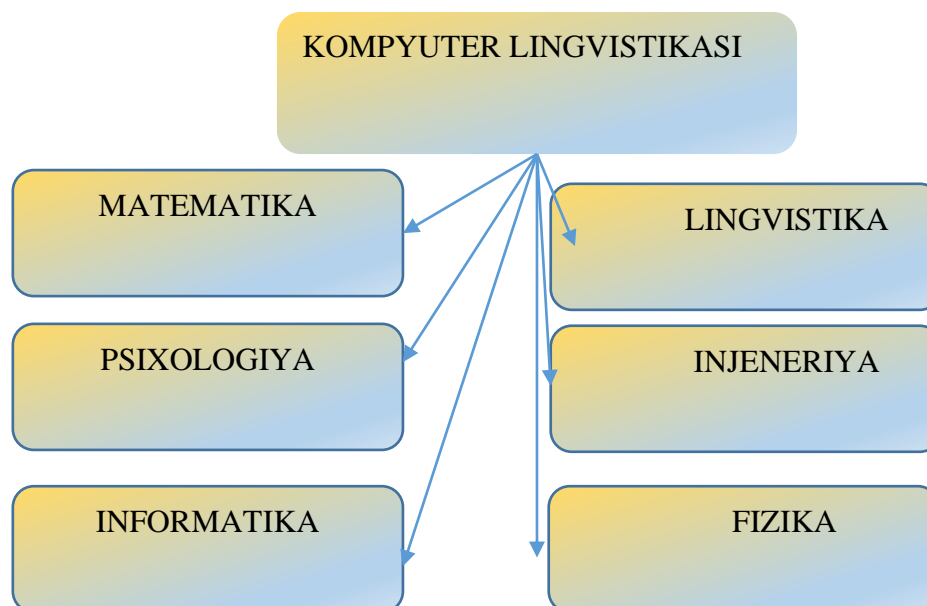 KOMPYUTER LINGVISTIKASI
MATEMATIKA
LINGVISTIKA
PSIXOLOGIYA
INJENERIYA
INFORMATIKA
FIZIKA